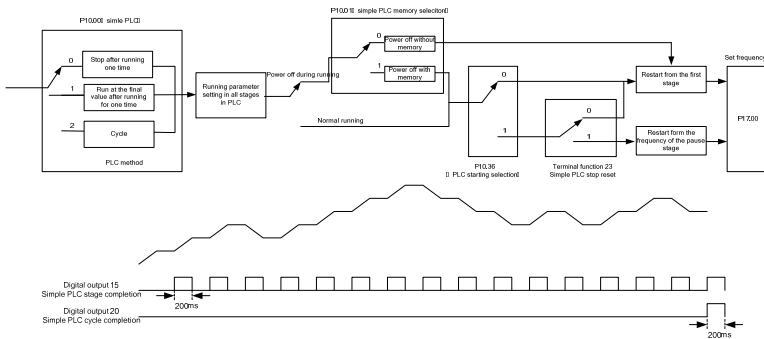 P10.00〖 simle PLC〗
0
Stop after running
one time
1
Run at the final
value after running
for one time
2
Cycle
PLC method
Running parameter
setting in all stages
in PLC
Power off during running
Normal running
P10.01〖 simple PLC memory seleciton〗
0
Power off without
memory
1
Power off with
memory
0
1
P10.36
〖 PLC starting selection〗
0
1
Terminal function 23
Simple PLC stop reset
Restart from the first
stage
Restart form the
frequency of the pause
stage
Set frequency
P17.00
Digital output 15
Simple PLC stage completion
200ms
Digital output 20
Simple PLC cycle completion
200ms